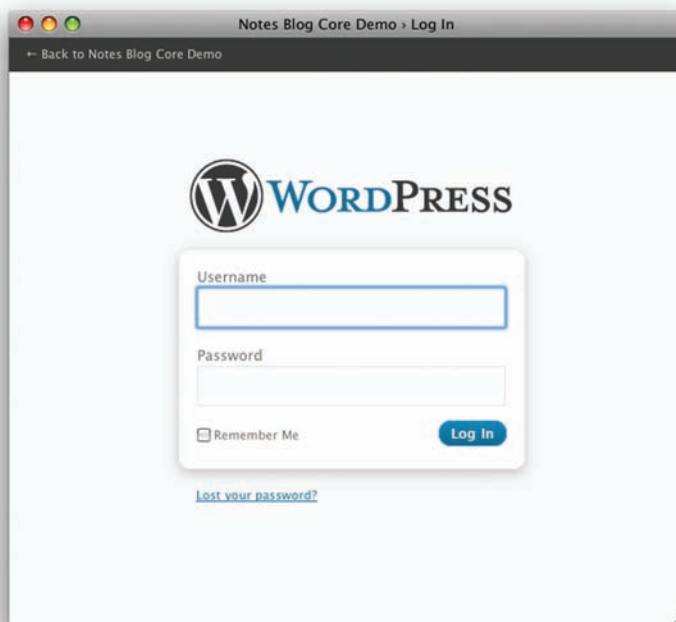 Notes Blog Core Demo › Log In
← Back to Notes Blog Core Demo
WORDPRESS
Username
Password
Remember Me
Log In
Lost your password?